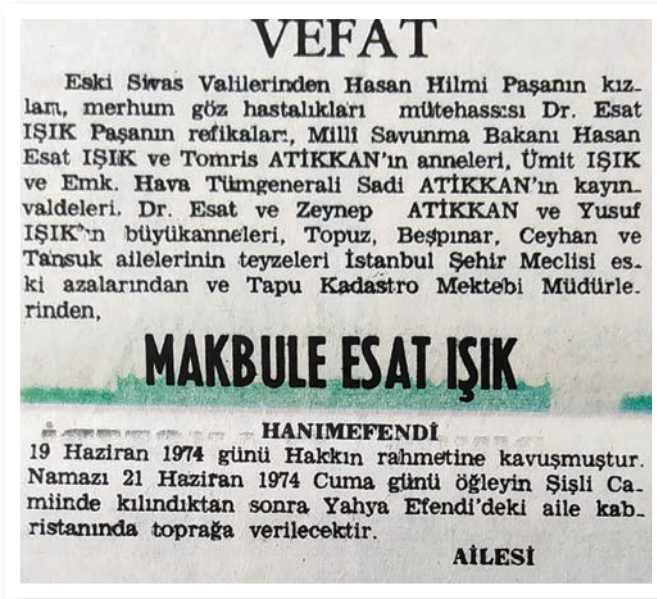 VEFAT
Eski Sivas Valilerinden Hasan Hilmi Paşanın kız-
ları, merhum göz hastalıkları mütehassısı Dr. Esat
IŞIK Paşanın refikaları, Millî Savunma Bakanı Hasan
Esat IŞIK ve Tomris ATİKKAN'ın anneleri, Ümit IŞIK
ve Emk. Hava Tümgenerali Sadi ATİKKAN'ın kayın-
valdeleri, Dr. Esat ve Zeynep ATİKKAN ve Yusuf
IŞIK'ın büyükanneleri, Topuz, Beşpınar, Ceyhan ve
Tansuk ailelerinin teyzeleri İstanbul Şehir Meclisi es-
ki azalarından ve Tapu Kadastro Mektebi Müdürle-
rinden,
MAKBULE ESAT IŞIK
HANIMEFENDİ
19 Haziran 1974 günü Hakkın rahmetine kavuşmuştur.
Namazı 21 Haziran 1974 Cuma günü öğleyin Şişli Ca-
miinde kılındıktan sonra Yahya Efendi'deki aile kab-
ristanında toprağa verilecektir.
AİLESİ